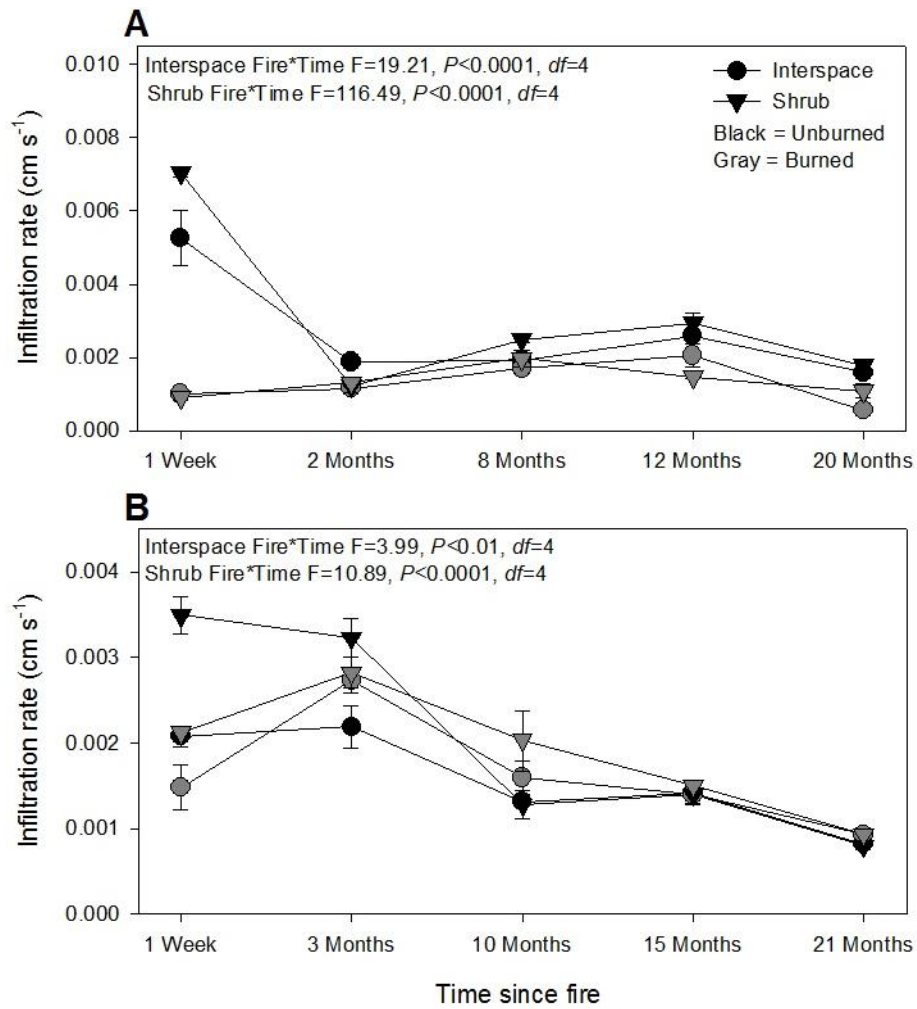 A
Interspace Fire*Time F=19.21, P<0.0001, df=4
Shrub Fire*Time F=116.49, P<0.0001, df=4
Interspace
Shrub
Black = Unburned
Gray = Burned
Infiltration rate (cm s-1)
0.010
0.008
0.006
0.004
0.002
0.000
1 Week 2 Months 8 Months 12 Months 20 Months
B
Interspace Fire*Time F=3.99, P<0.01, df=4
Shrub Fire*Time F=10.89, P<0.0001, df=4
Infiltration rate (cm s-1)
0.004
0.003
0.002
0.001
0.000
1 Week 3 Months 10 Months 15 Months 21 Months
Time since fire